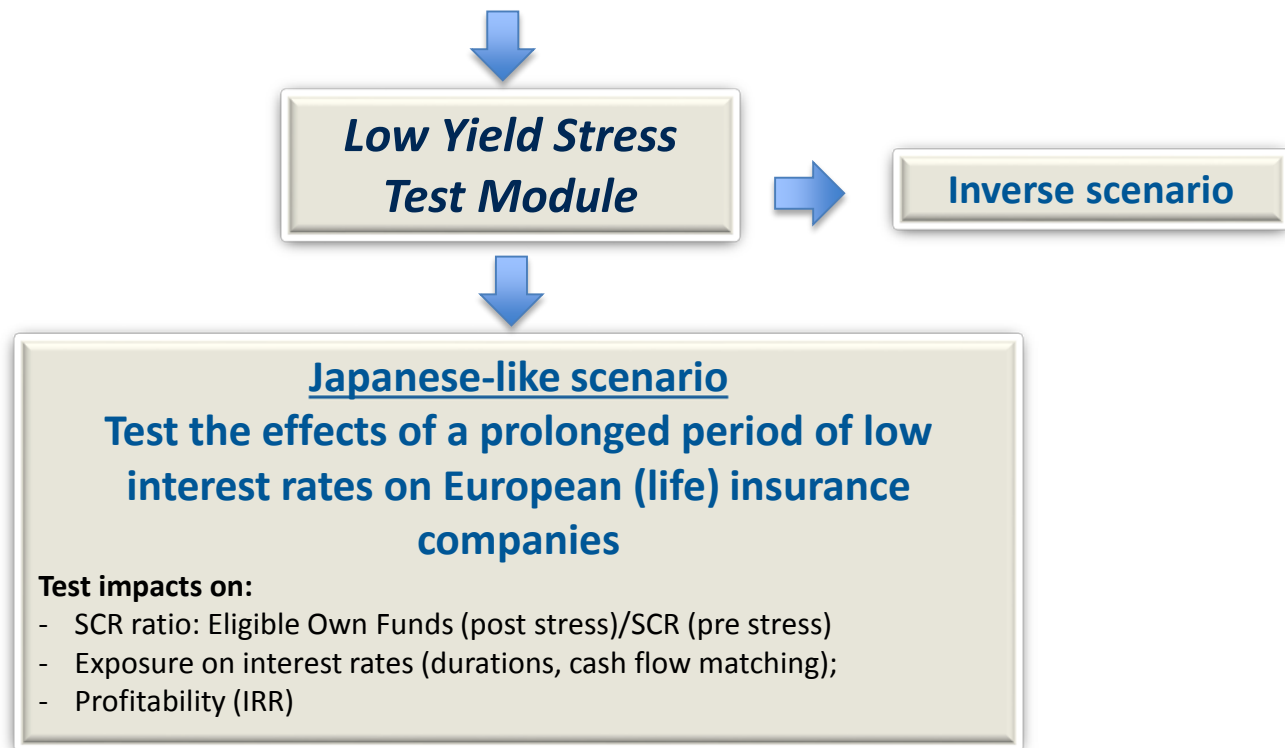 Low Yield Stress
Test Module
Inverse scenario
Japanese-like scenario
Test the effects of a prolonged period of low
interest rates on European (life) insurance
companies
Test impacts on:
- SCR ratio: Eligible Own Funds (post stress)/SCR (pre stress)
- Exposure on interest rates (durations, cash flow matching);
- Profitability (IRR)